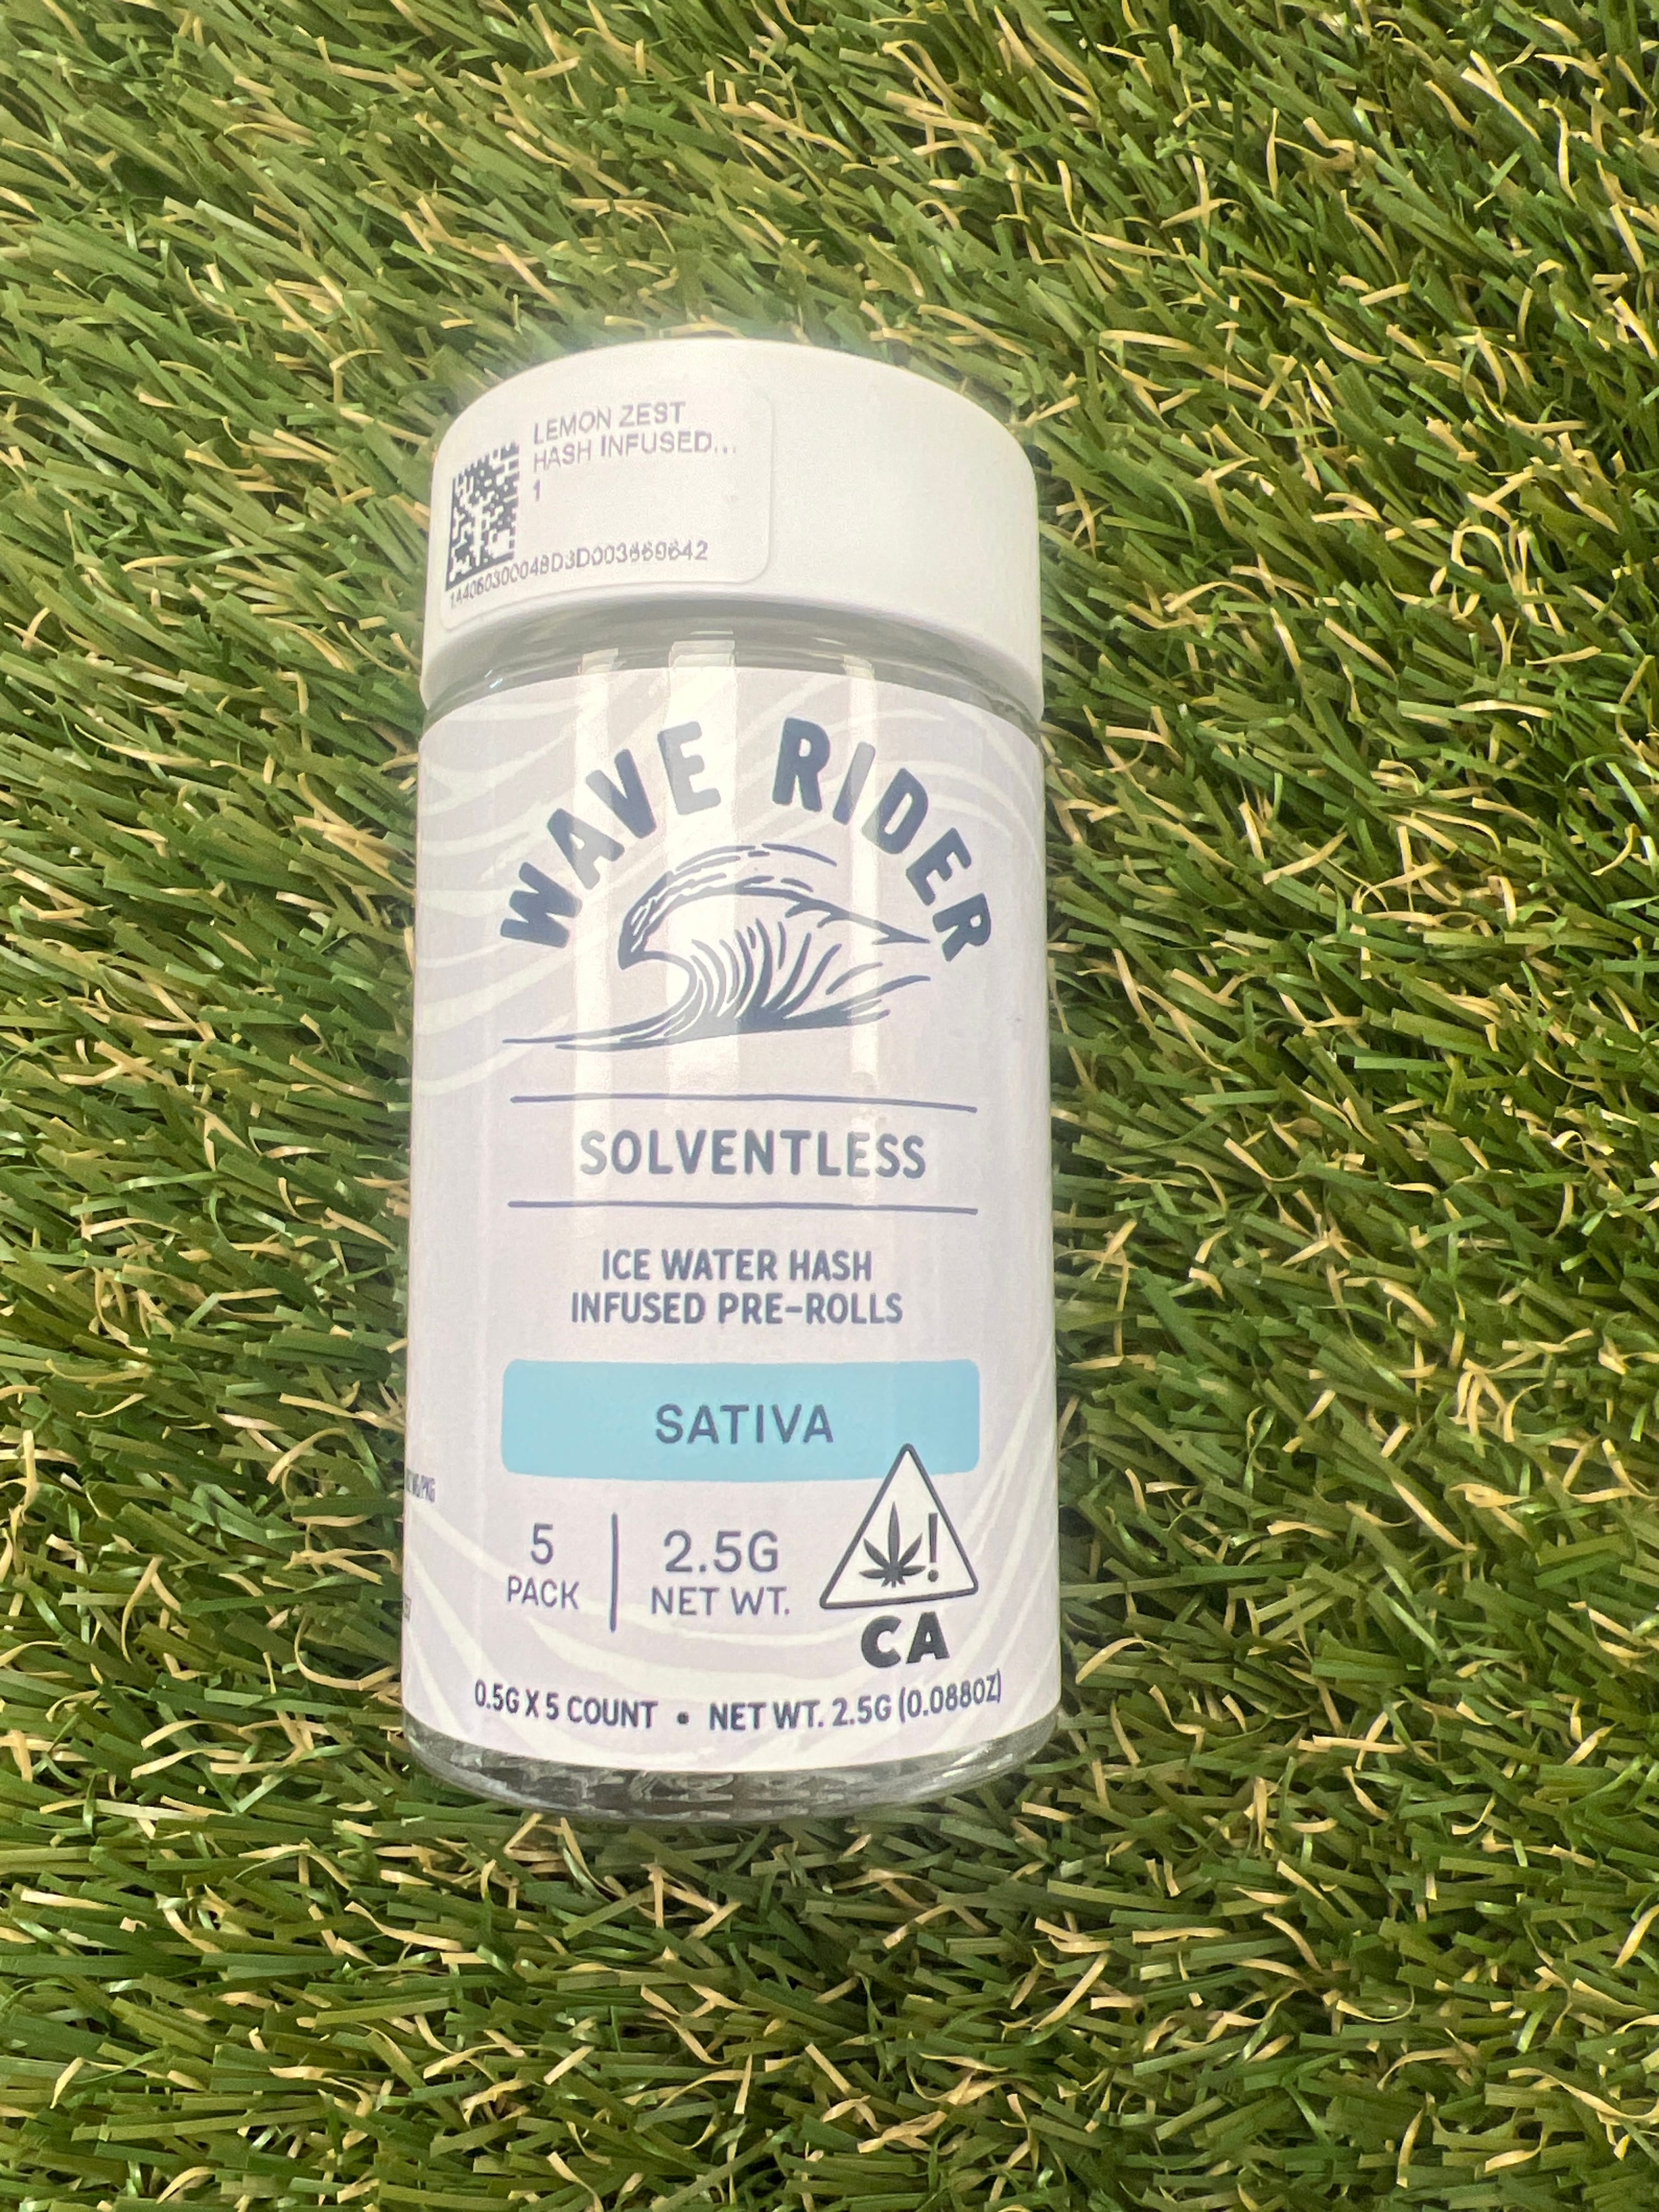 LEMON ZEST
HASH INFUSED...
1
1A4060300048D3D003669642
WAVE RIDER
SOLVENTLESS
ICE WATER HASH
INFUSED PRE-ROLLS
SATIVA
5
PACK
2.5G
NET WT.
CA
0.5G X 5 COUNT • NET WT. 2.5G (0.088OZ)